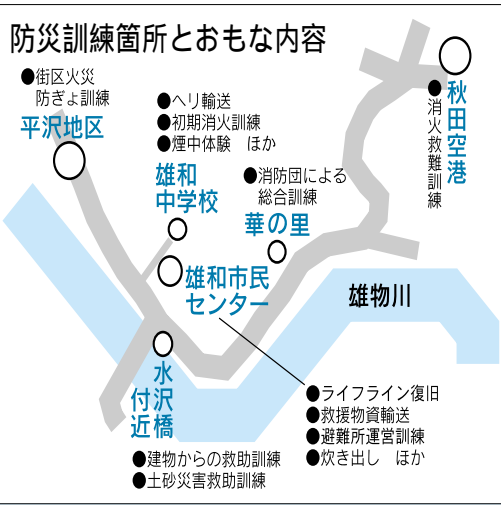 防災訓練箇所とおもな内容
●街区火災
防ぎょ訓練
平沢地区
●ヘリ輸送
●初期消火訓練
●煙中体験　ほか
雄和
中学校
●消防団による
総合訓練
華の里
秋田空港
●消火救難訓練
雄和市民
センター
雄物川
水沢橋
付近
●ライフライン復旧
●救援物資輸送
●避難所運営訓練
●炊き出し　ほか
●建物からの救助訓練
●土砂災害救助訓練